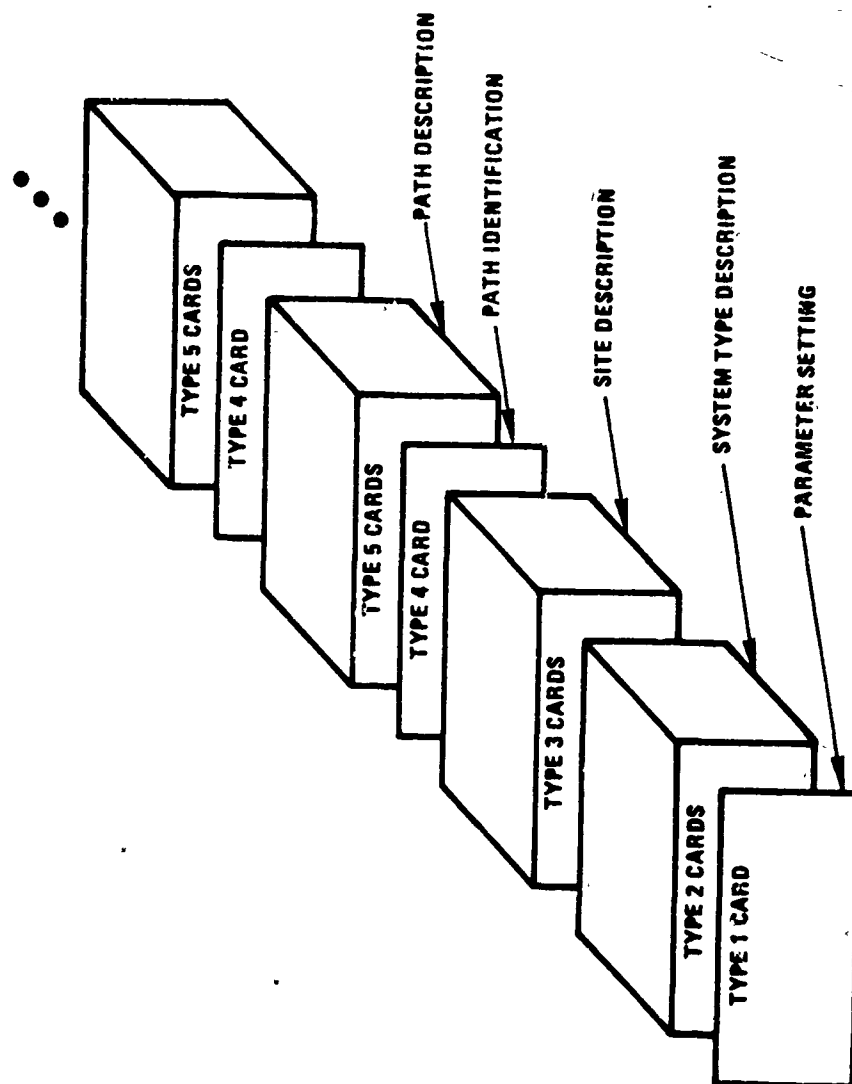 TYPE 5 CARDS
TYPE 4 CARD
PATH DESCRIPTION
TYPE 5 CARDS
PATH IDENTIFICATION
TYPE 4 CARD
SITE DESCRIPTION
TYPE 3 CARDS
SYSTEM TYPE DESCRIPTION
TYPE 2 CARDS
PARAMETER SETTING
TYPE 1 CARD